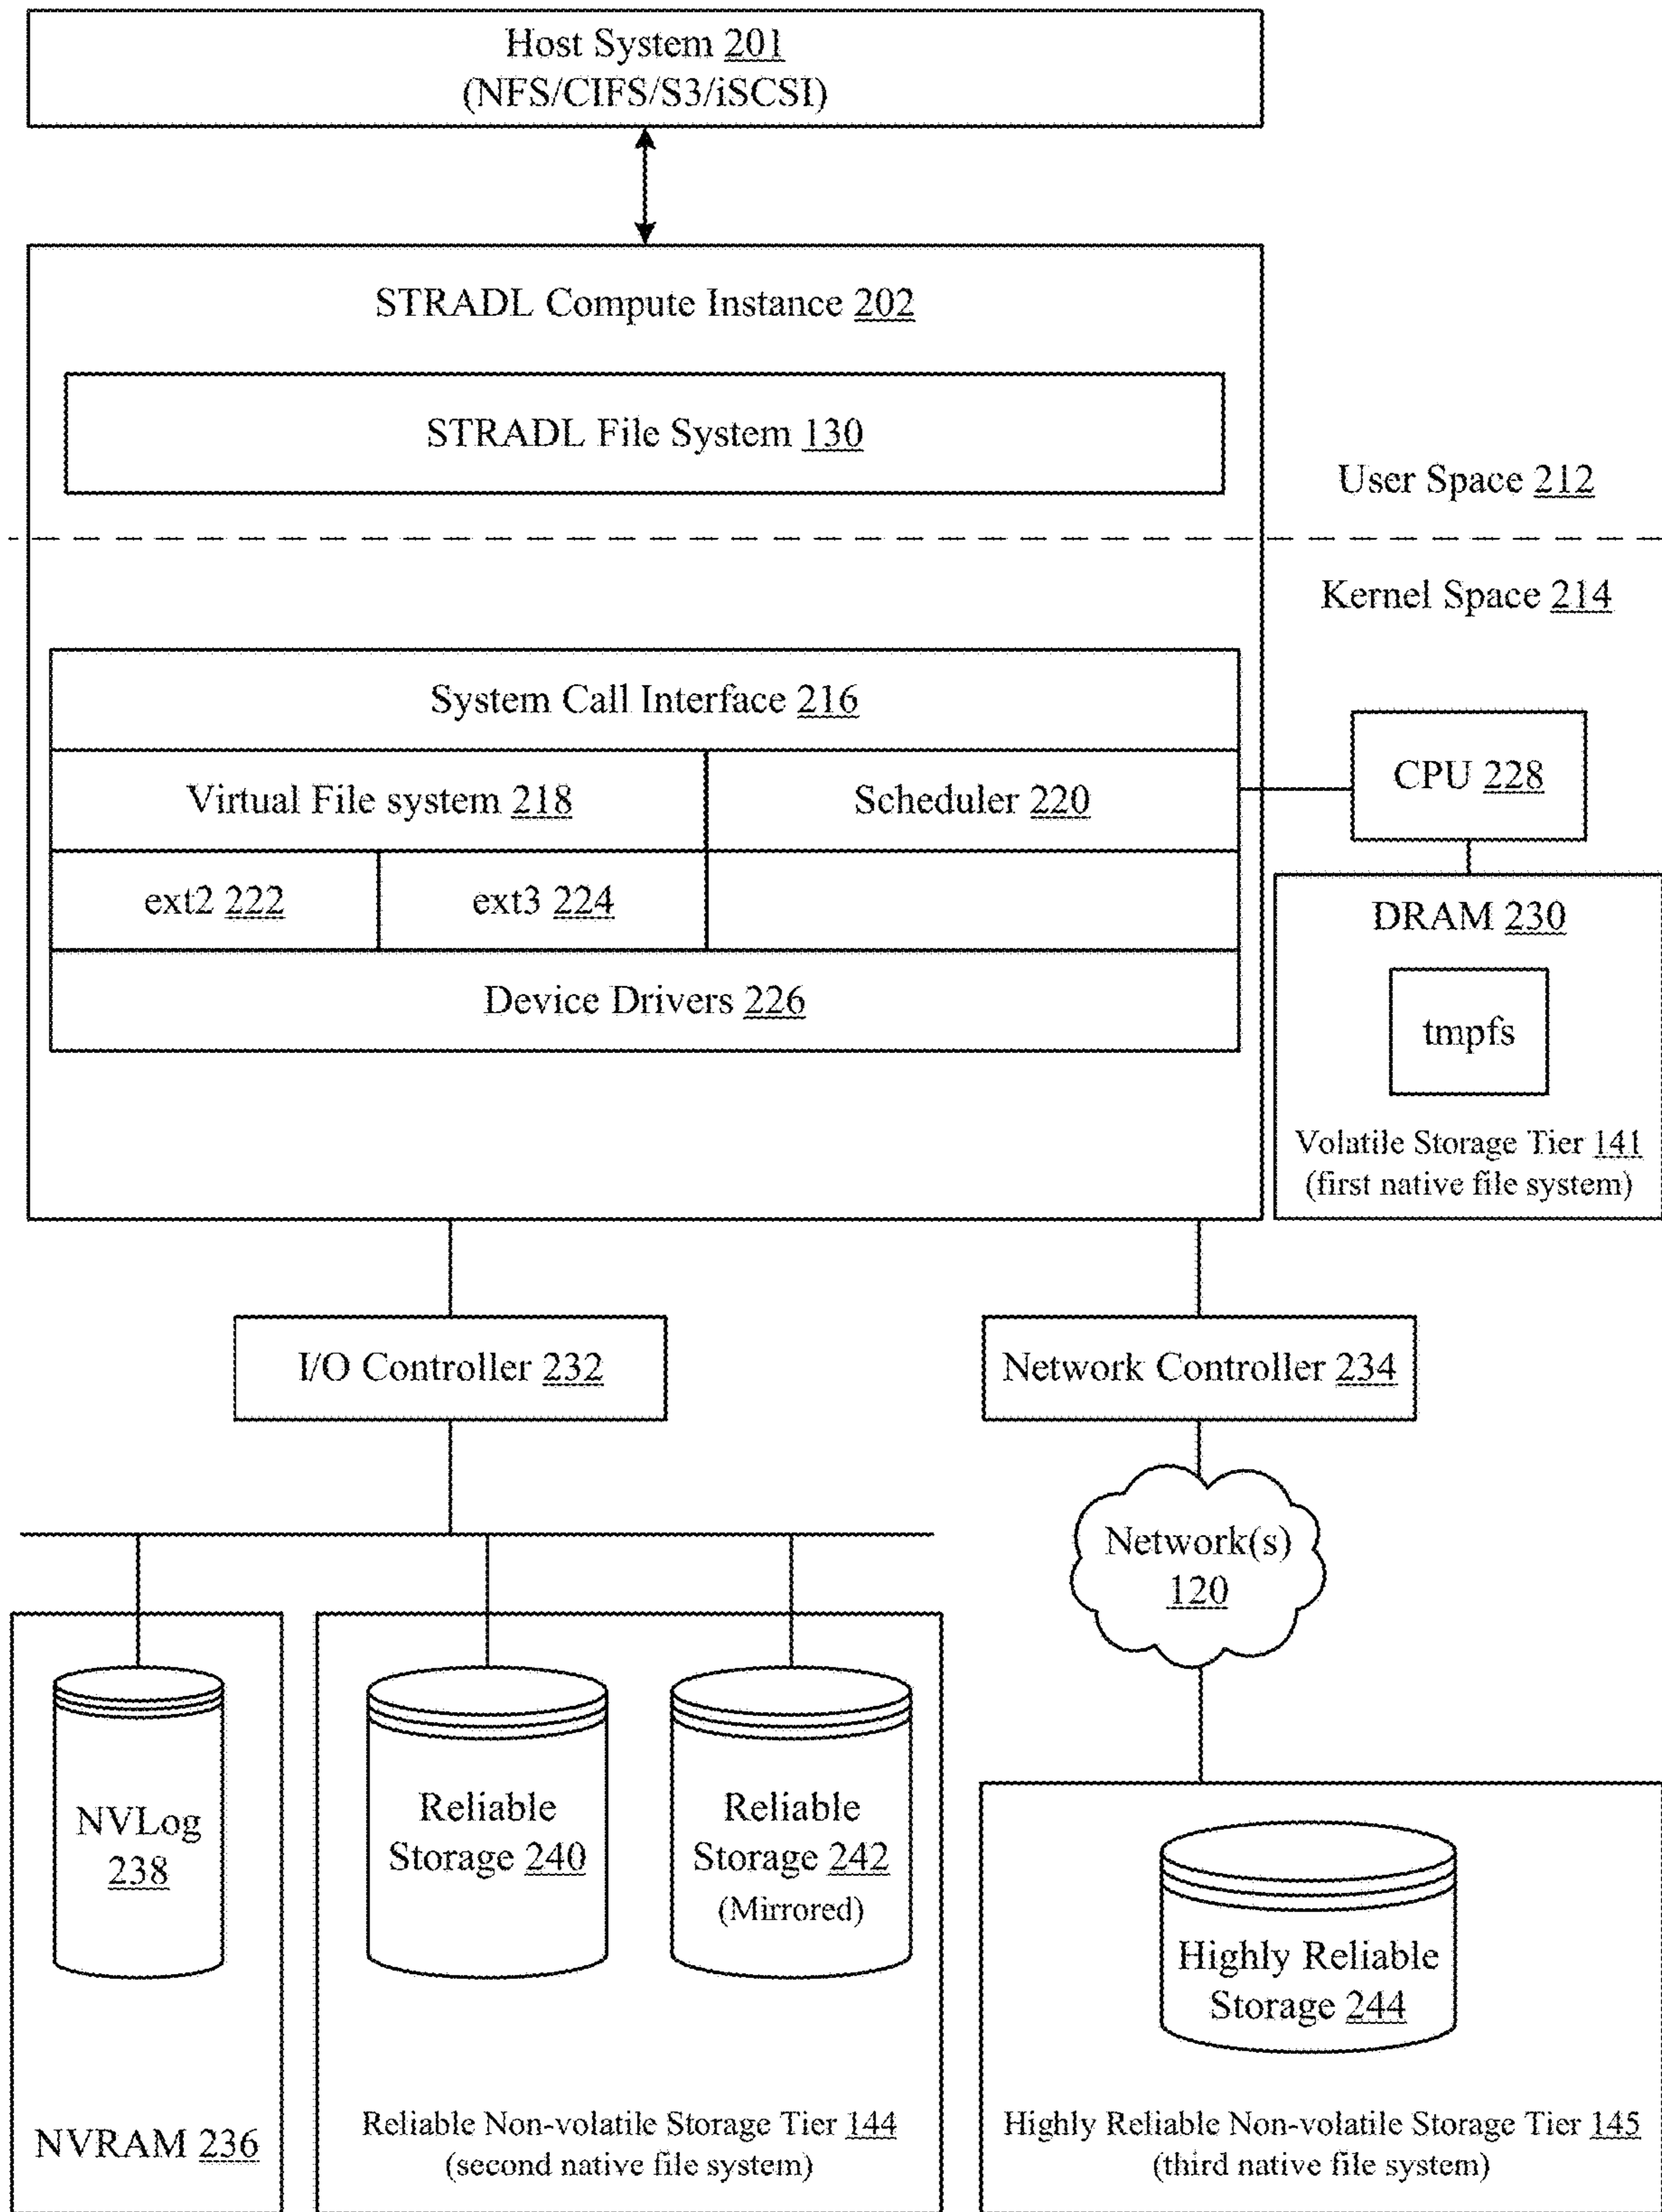 Host System 201
(NFS/CIFS/S3/iSCSI)
STRADL Compute Instance 202
STRADL File System 130
User Space 212
Kernel Space 214
System Call Interface 216
Virtual File system 218
Scheduler 220
CPU 228
ext2 222
ext3 224
DRAM 230
Device Drivers 226
tmpfs
Volatile Storage Tier 141
(first native file system)
I/O Controller 232
Network Controller 234
Network(s)
120
NVLog
238
Reliable
Storage 240
Reliable
Storage 242
(Mirrored)
Highly Reliable
Storage 244
NVRAM 236
Reliable Non-volatile Storage Tier 144
(second native file system)
Highly Reliable Non-volatile Storage Tier 145
(third native file system)